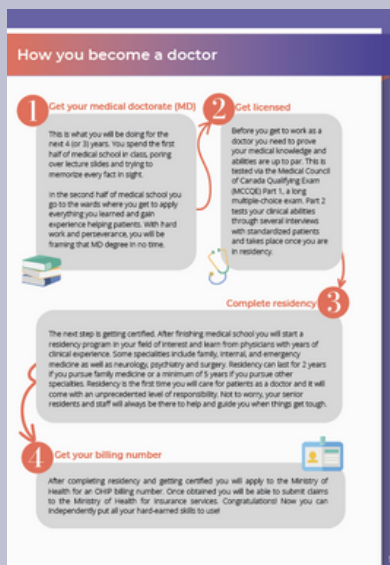 How you become a doctor
1
Get your medical doctorate (MD)
This is what you will be doing for the
next 4 (or 3) years. You spend the first
half of medical school in class, poring
over lecture slides and trying to
memorize every fact in sight.
In the second half of medical school you
go to the wards where you get to apply
everything you learned and gain
experience helping patients. With hard
work and perseverance, you will be
framing that MD degree in no time.
2
Get licensed
Before you get to work as a
doctor you need to prove
your medical knowledge and
abilities are up to par. This is
tested via the Medical Council
of Canada Qualifying Exam
(MCCQE) Part 1, a long
multiple-choice exam. Part 2
tests your clinical abilities
through several interviews
with standardized patients
and takes place once you are
in residency.
Complete residency
3
The next step is getting certified. After finishing medical school you will start a
residency program in your field of interest and learn from physicians with years of
clinical experience. Some specialities include family, internal, and emergency
medicine as well as neurology, psychiatry and surgery. Residency can last for 2 years
if you pursue family medicine or a minimum of 5 years if you pursue other
specialties. Residency is the first time you will care for patients as a doctor and it will
come with an unprecedented level of responsibility. Not to worry, your senior
residents and staff will always be there to help and guide you when things get tough.
4
Get your billing number
After completing residency and getting certified you will apply to the Ministry of
Health for an OHIP billing number. Once obtained you will be able to submit claims
to the Ministry of Health for insurance services. Congratulations! Now you can
independently put all your hard-earned skills to use!